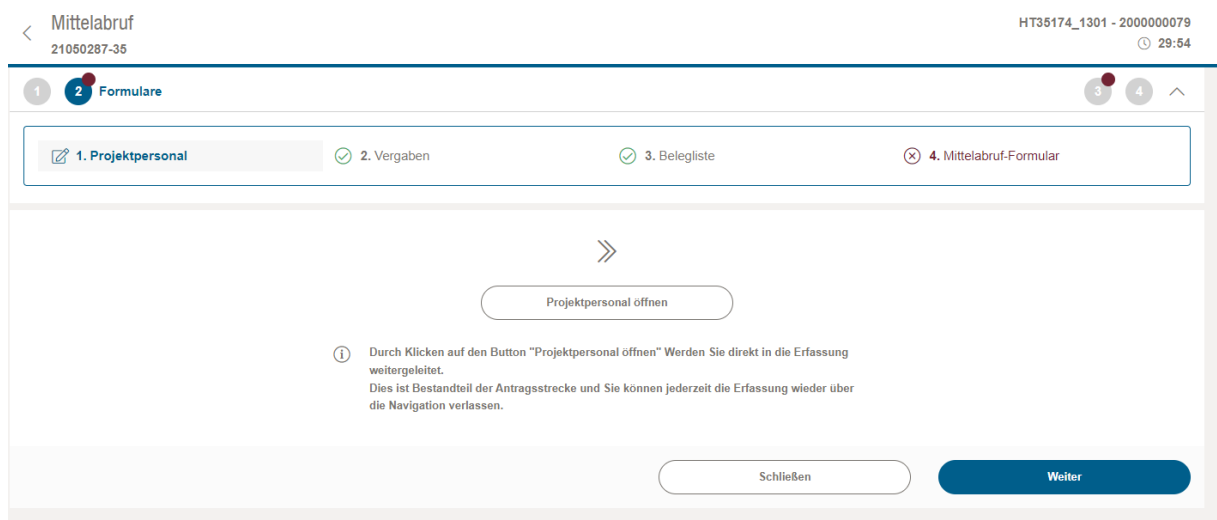 Mittelabruf
21050287-35
HT35174_1301 - 2000000079
29:54
1
2 Formulare
3
4
1. Projektpersonal
2. Vergaben
3. Belegliste
4. Mittelabruf-Formular
Projektpersonal öffnen
Durch Klicken auf den Button "Projektpersonal öffnen" Werden Sie direkt in die Erfassung
weitergeleitet.
Dies ist Bestandteil der Antragsstrecke und Sie können jederzeit die Erfassung wieder über
die Navigation verlassen.
Schließen
Weiter